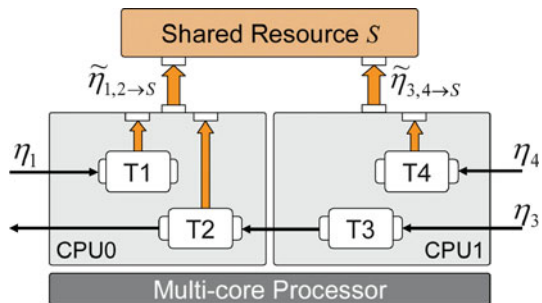 Shared Resource S
η̃1,2→S
η̃3,4→S
η1
T1
T4
η4
T2
T3
η3
CPU0
CPU1
Multi-core Processor